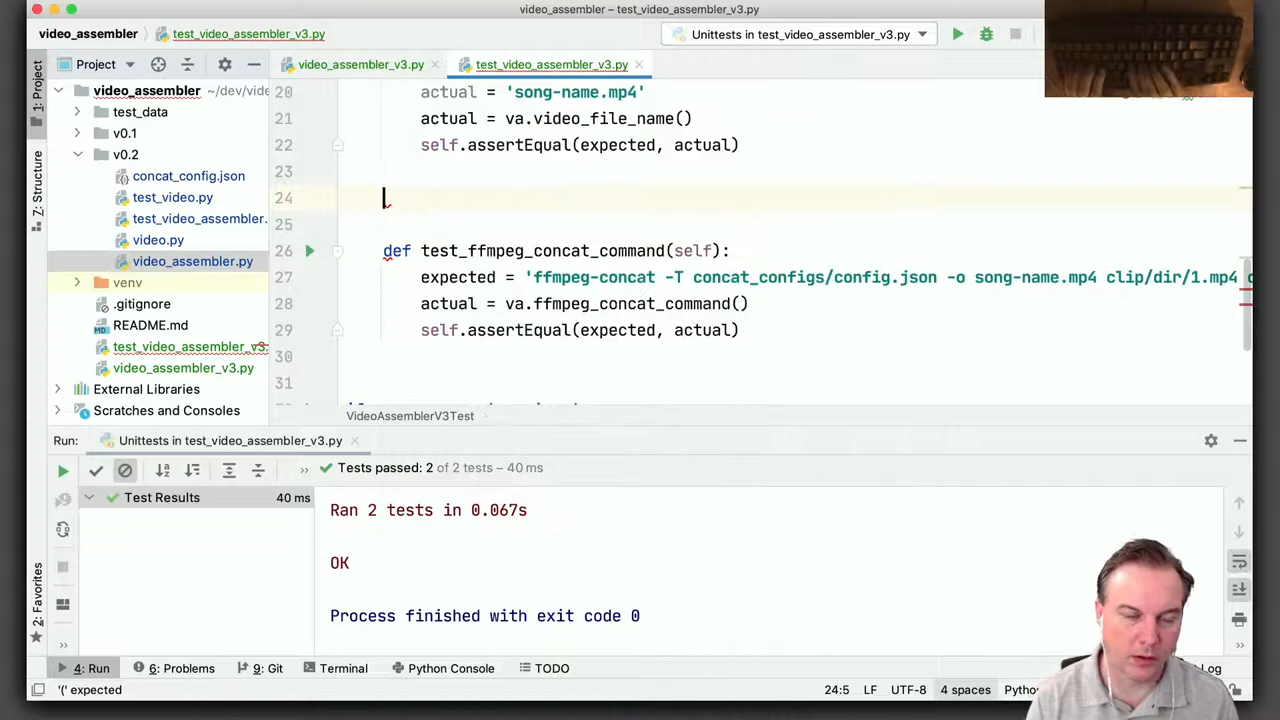 video_assembler – test_video_assembler_v3.py
video_assembler
test_video_assembler_v3.py
Unittests in test_video_assembler_v3.py
Project
video_assembler_v3.py
test_video_assembler_v3.py
1: Project
Z: Structure
2: Favorites
video_assembler ~/dev/vide
test_data
v0.1
v0.2
concat_config.json
test_video.py
test_video_assembler.
video.py
video_assembler.py
venv
.gitignore
README.md
test_video_assembler_v3.
video_assembler_v3.py
External Libraries
Scratches and Consoles
20 actual = 'song-name.mp4'
21 actual = va.video_file_name()
22 self.assertEqual(expected, actual)
23
24
25
26 def test_ffmpeg_concat_command(self):
27 expected = 'ffmpeg-concat -T concat_configs/config.json -o song-name.mp4 clip/dir/1.mp4 c
28 actual = va.ffmpeg_concat_command()
29 self.assertEqual(expected, actual)
30
31
VideoAssemblerV3Test
Run: Unittests in test_video_assembler_v3.py
Tests passed: 2 of 2 tests – 40 ms
Test Results 40 ms
Ran 2 tests in 0.067s
OK
Process finished with exit code 0
4: Run 6: Problems 9: Git Terminal Python Console TODO Log
'(' expected 24:5 LF UTF-8 4 spaces Pytho